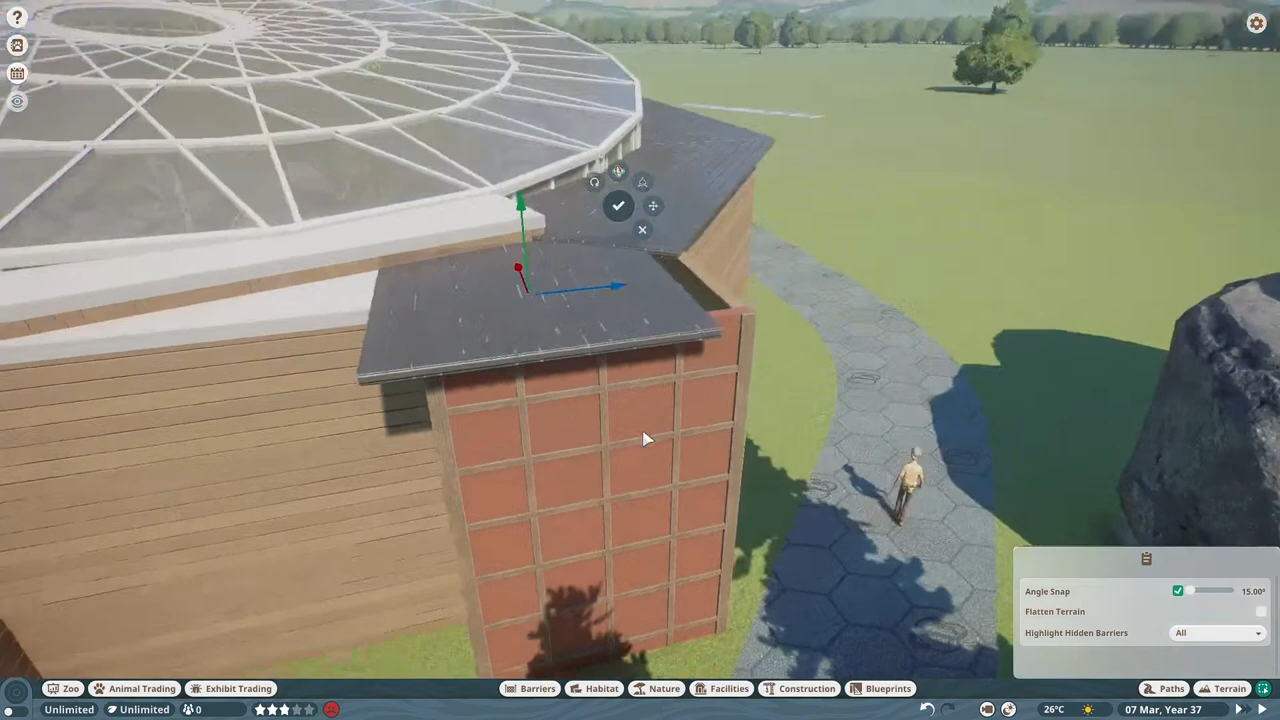 ?
Angle Snap 15.00°
Flatten Terrain
Highlight Hidden Barriers All
Zoo Animal Trading Exhibit Trading Barriers Habitat Nature Facilities Construction Blueprints Paths Terrain
Unlimited Unlimited 0 26°C 07 Mar, Year 37